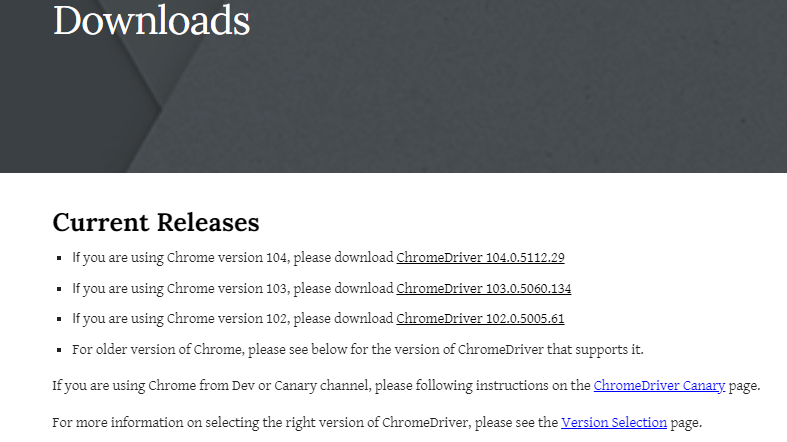 Downloads
Current Releases
If you are using Chrome version 104, please download ChromeDriver 104.0.5112.29
If you are using Chrome version 103, please download ChromeDriver 103.0.5060.134
If you are using Chrome version 102, please download ChromeDriver 102.0.5005.61
For older version of Chrome, please see below for the version of ChromeDriver that supports it.
If you are using Chrome from Dev or Canary channel, please following instructions on the ChromeDriver Canary page.
For more information on selecting the right version of ChromeDriver, please see the Version Selection page.